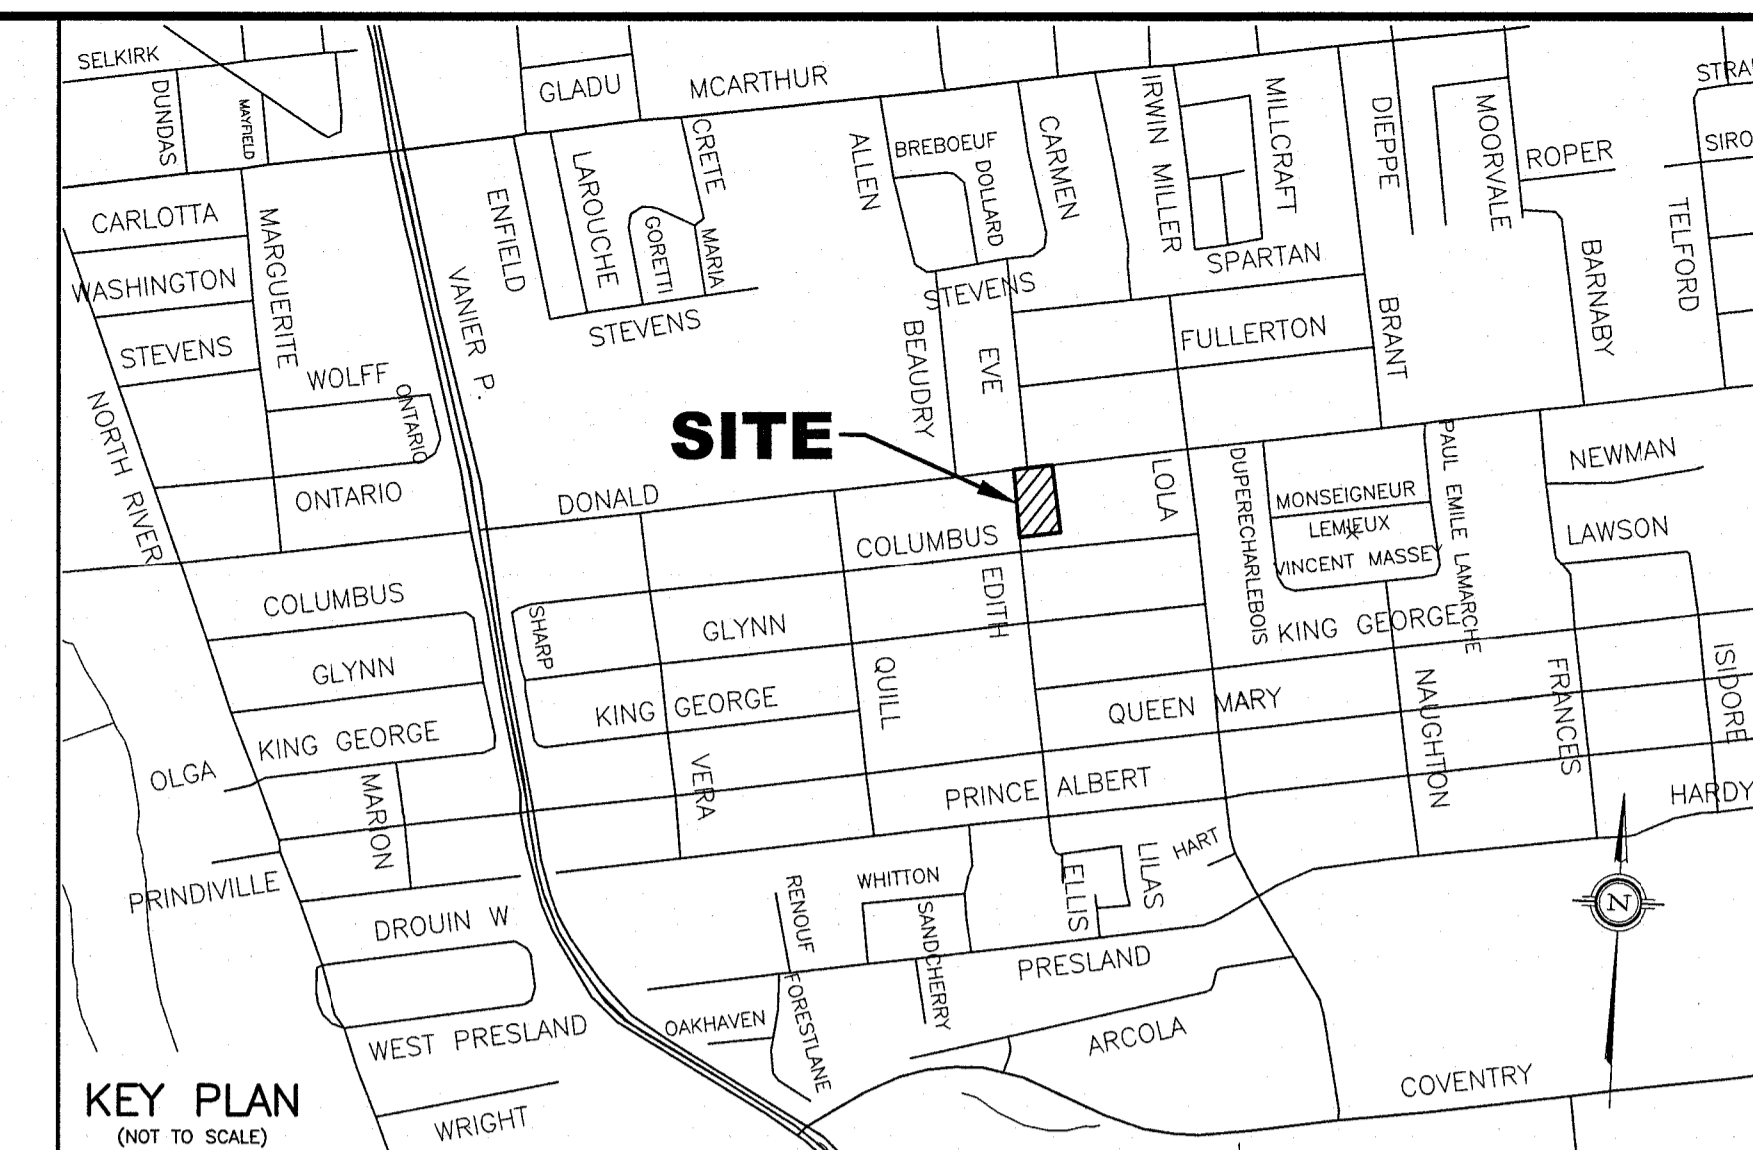 SELKIRK
DUNDAS
MAYFIELD
GLADU
MCARTHUR
CARLOTTA
WASHINGTON
STEVENS
MARGUERITE
WOLFF
ONTARIO
ONTARIO
NORTH RIVER
VANIER P.
ENFIELD
LAROUCHE
GORETTI
CRETE
MARIA
STEVENS
ALLEN
BREBOEUF
DOLLARD
CARMEN
STEVENS
BEAUDRY
EVE
IRWIN MILLER
MILLCRAFT
SPARTAN
FULLERTON
DIEPPE
BRANT
MOORVALE
ROPER
BARNABY
TELFORD
STRA
SIRO
SITE
DONALD
COLUMBUS
EDITH
LOLA
DUPERECHARLEBOIS
MONSEIGNEUR
LEMIEUX
VINCENT MASSEY
PAUL EMILE LAMARCHE
NEWMAN
LAWSON
KING GEORGE
COLUMBUS
GLYNN
KING GEORGE
SHARP
GLYNN
KING GEORGE
VERA
QUILL
QUEEN MARY
PRINCE ALBERT
NAUGHTON
FRANCES
ISIDORE
HARDY
OLGA
MARION
PRINDIVILLE
DROUIN W
WEST PRESLAND
WRIGHT
RENOUF
WHITTON
SANDCHERRY
ELLIS
LILAS
HART
PRESLAND
OAKHAVEN
FORESTLANE
ARCOLA
COVENTRY
N
KEY PLAN
(NOT TO SCALE)